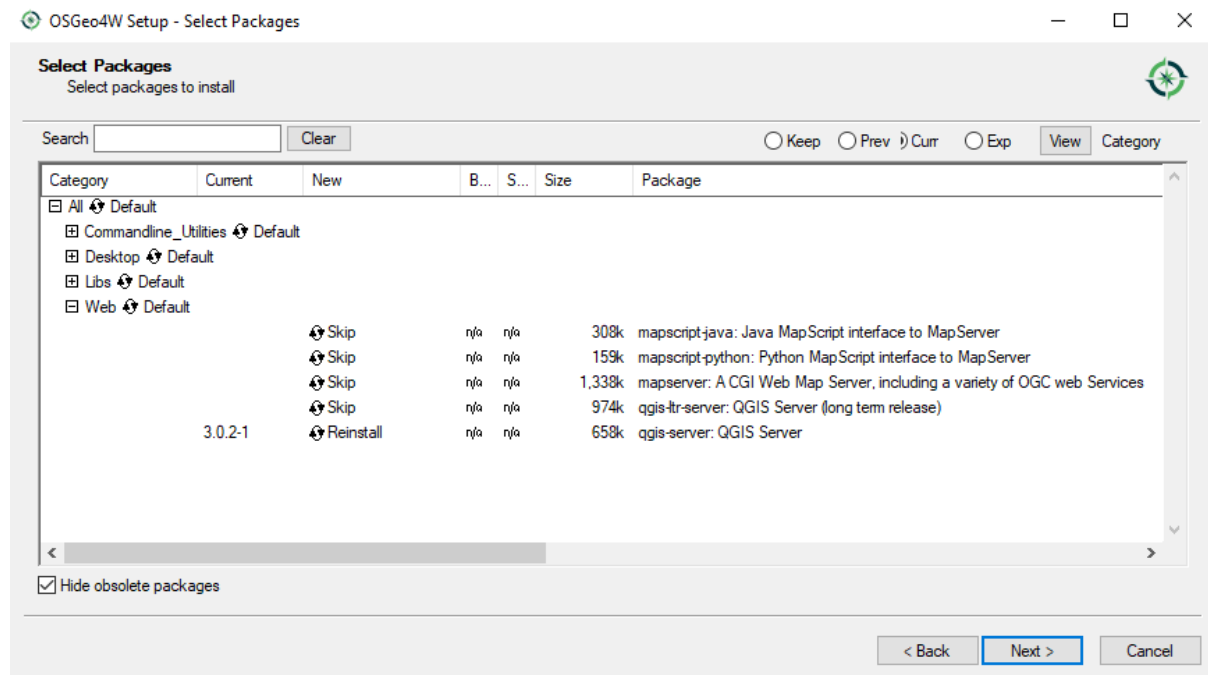 OSGeo4W Setup - Select Packages
Select Packages
Select packages to install
Search Clear Keep Prev Curr Exp View Category
Category Current New B... S... Size Package
All Default
Commandline_Utilities Default
Desktop Default
Libs Default
Web Default
Skip n/a n/a 308k mapscript-java: Java MapScript interface to MapServer
Skip n/a n/a 159k mapscript-python: Python MapScript interface to MapServer
Skip n/a n/a 1,338k mapserver: A CGI Web Map Server, including a variety of OGC web Services
Skip n/a n/a 974k qgis-ltr-server: QGIS Server (long term release)
3.0.2-1 Reinstall n/a n/a 658k qgis-server: QGIS Server
Hide obsolete packages
< Back Next > Cancel